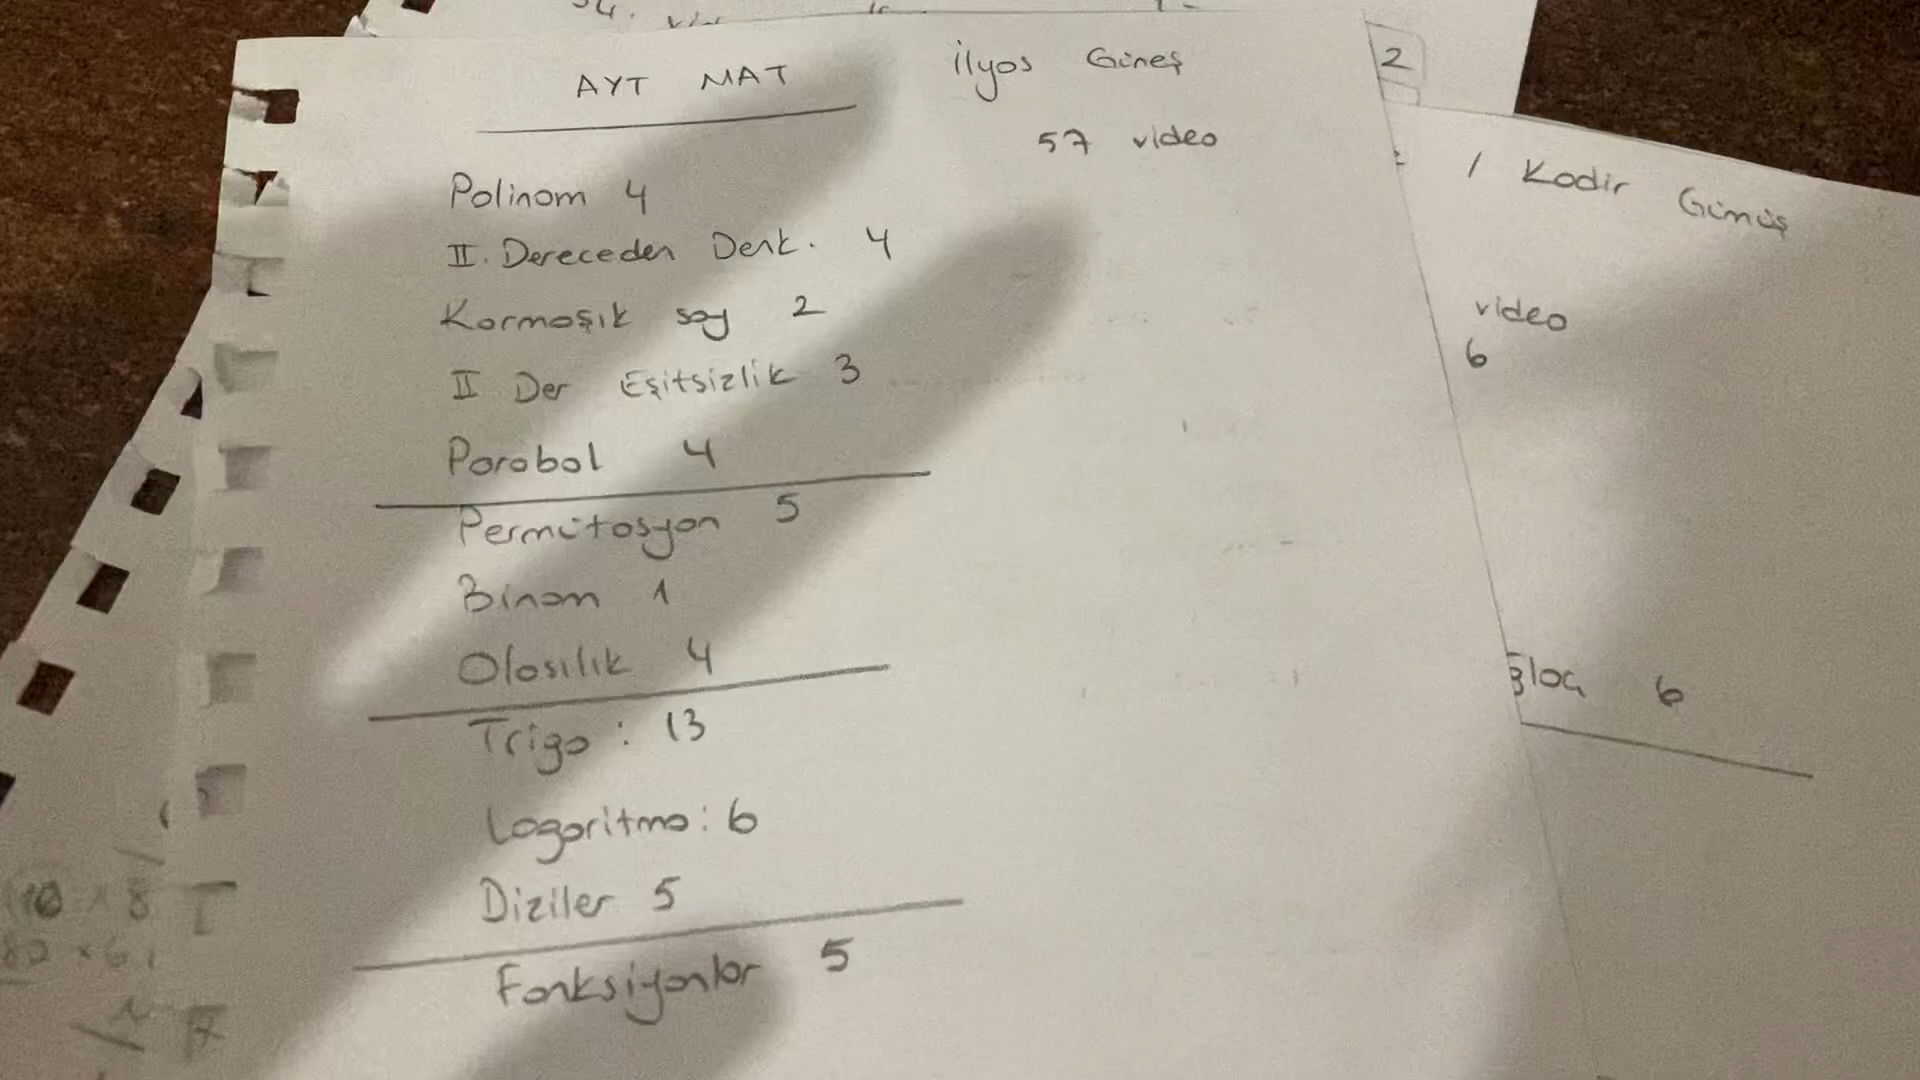 AYT MAT
İlyas Güneş
57 video
Polinom 4
II. Dereceden Denk. 4
Karmaşık say 2
II Der Eşitsizlik 3
Parabol 4
Permütasyon 5
Binom 1
Olasılık 4
Trigo : 13
Logaritma : 6
Diziler 5
Fonksiyonlar 5
2
/ Kadir Gümüş
video
6
6